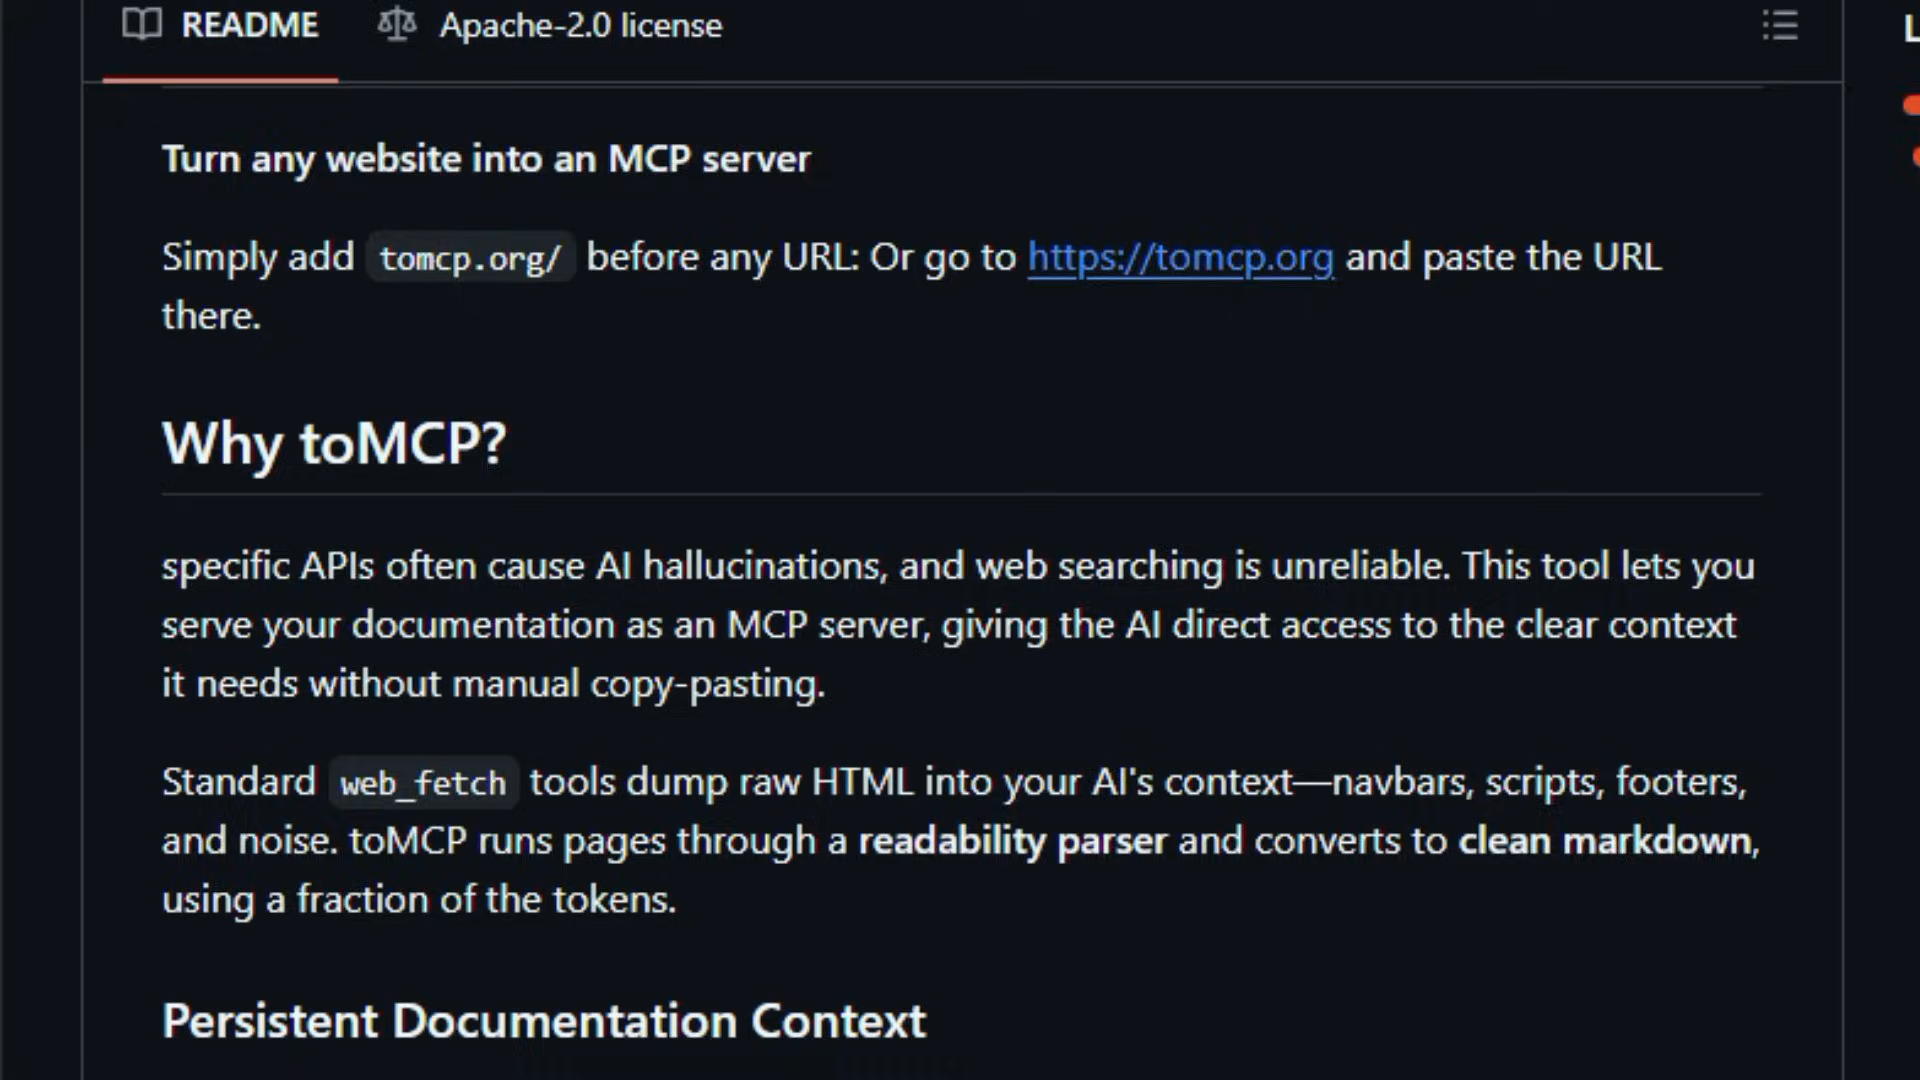 README
Apache-2.0 license
Turn any website into an MCP server
Simply add tomcp.org/ before any URL: Or go to https://tomcp.org and paste the URL
there.
Why toMCP?
specific APIs often cause AI hallucinations, and web searching is unreliable. This tool lets you
serve your documentation as an MCP server, giving the AI direct access to the clear context
it needs without manual copy-pasting.
Standard web_fetch tools dump raw HTML into your AI's context—navbars, scripts, footers,
and noise. toMCP runs pages through a readability parser and converts to clean markdown,
using a fraction of the tokens.
Persistent Documentation Context